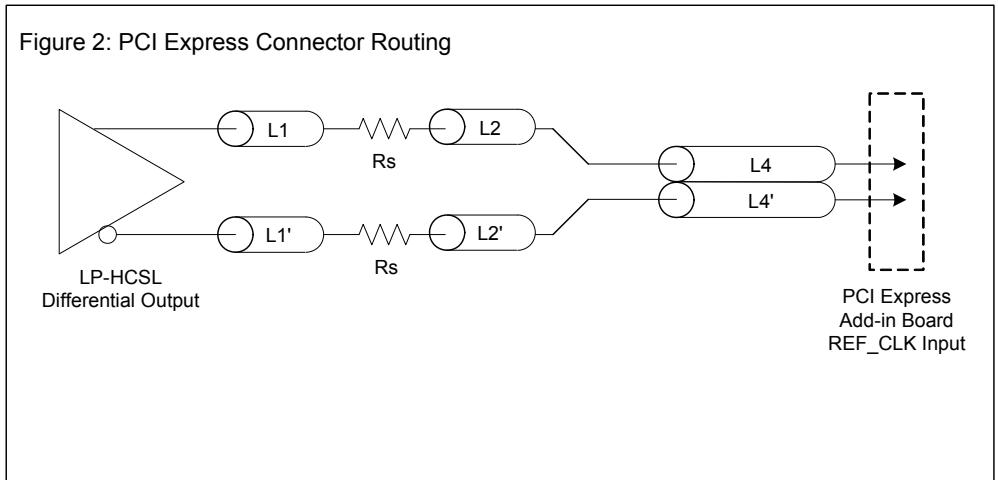 Figure 2: PCI Express Connector Routing
L1
Rs
L2
L4
L4'
L1'
Rs
L2'
LP-HCSL
Differential Output
PCI Express
Add-in Board
REF_CLK Input